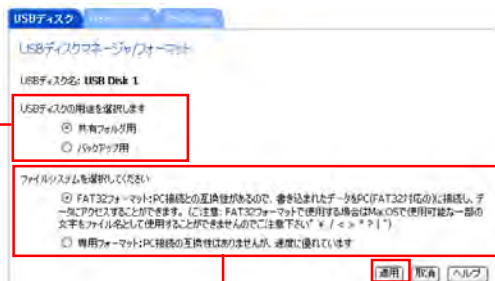 USBディスク
USBディスクマネージャ/フォーマット
USBディスク名: USB Disk 1
USBディスクの用途を選択します
共有フォルダ用
バックアップ用
ファイルシステムを選択してください
FAT32フォーマット:PC接続との互換性があるので、書き込まれたデータをPC(FAT32対応の)に接続し、デ
ータにアクセスすることができます。(ご注意: FAT32フォーマットで使用する場合はMacOSで使用可能な一部の
文字をファイル名として使用することができませんのでご注意下さい" ¥ / < > * ? | ")
専用フォーマット:PC接続の互換性はありませんが、速度に優れています
適用 取消 ヘルプ